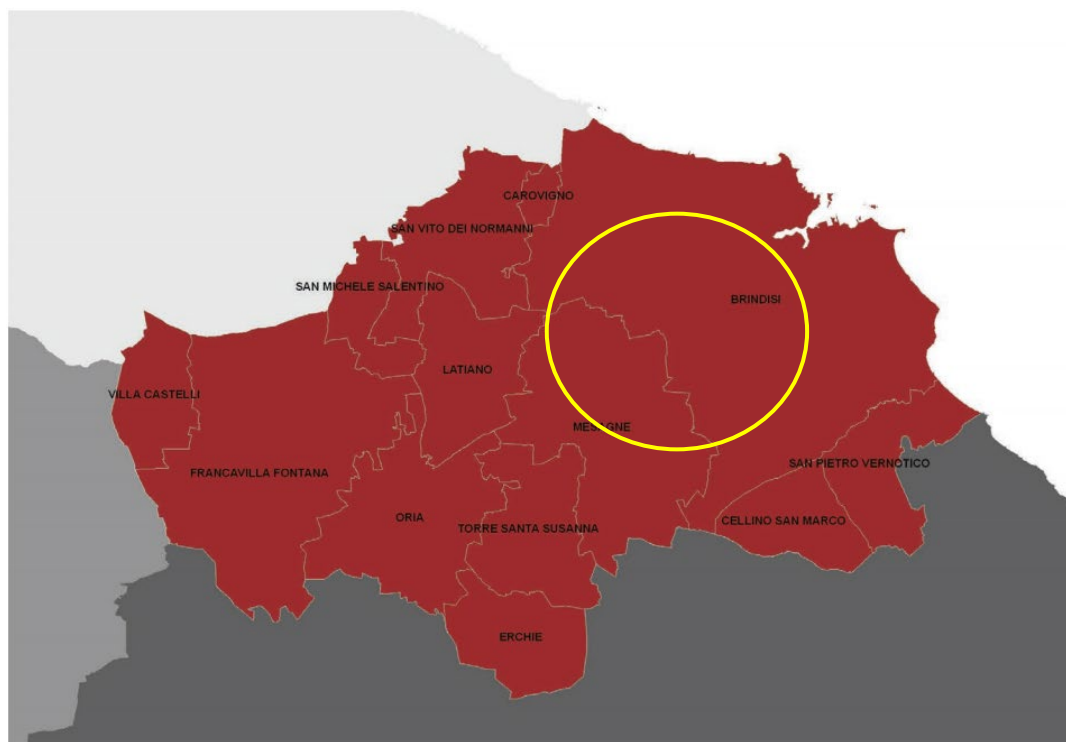 CAROVIGNO
SAN VITO DEI NORMANNI
SAN MICHELE SALENTINO
BRINDISI
LATIANO
VILLA CASTELLI
MESAGNE
SAN PIETRO VERNOTICO
FRANCAVILLA FONTANA
ORIA
CELLINO SAN MARCO
TORRE SANTA SUSANNA
ERCHIE